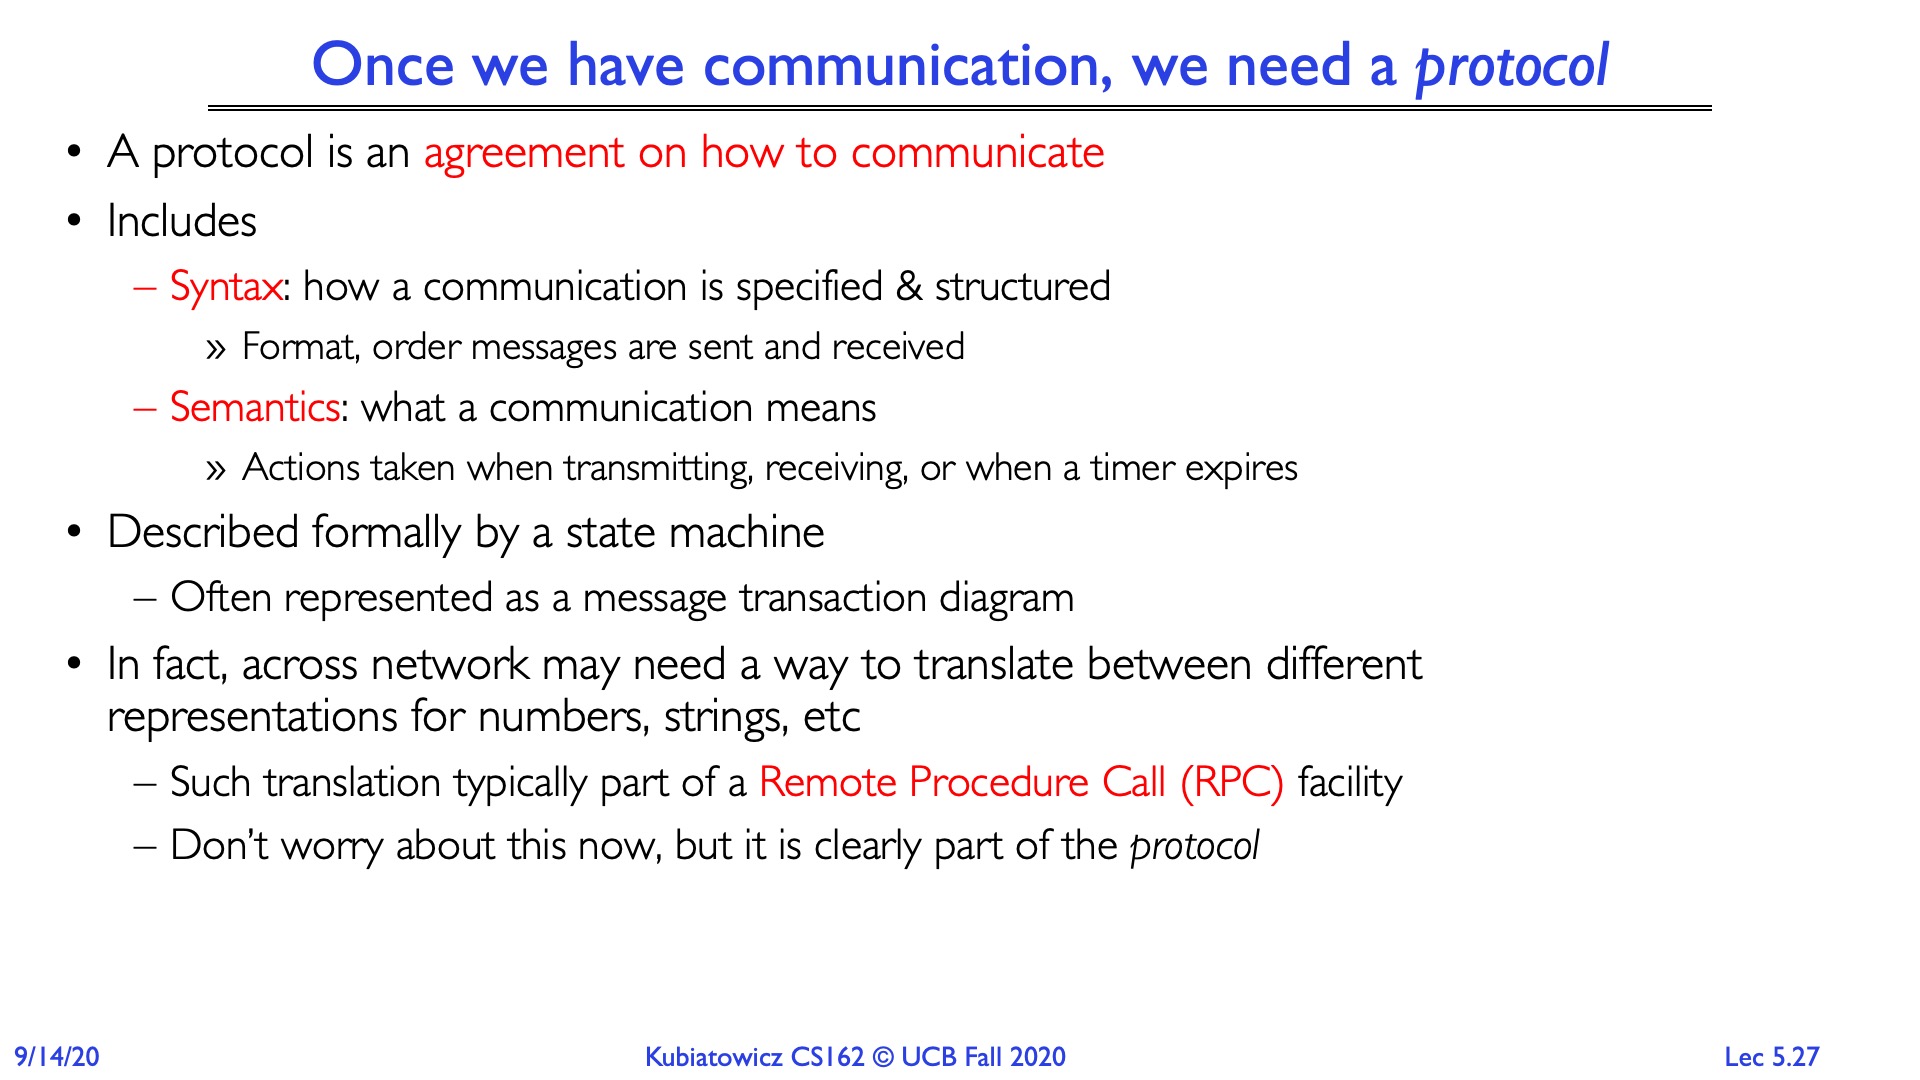 Once we have communication, we need a protocol
• A protocol is an agreement on how to communicate
• Includes
– Syntax: how a communication is specified & structured
» Format, order messages are sent and received
– Semantics: what a communication means
» Actions taken when transmitting, receiving, or when a timer expires
• Described formally by a state machine
– Often represented as a message transaction diagram
• In fact, across network may need a way to translate between different
representations for numbers, strings, etc
– Such translation typically part of a Remote Procedure Call (RPC) facility
– Don’t worry about this now, but it is clearly part of the protocol
9/14/20
Kubiatowicz CS162 © UCB Fall 2020
Lec 5.27